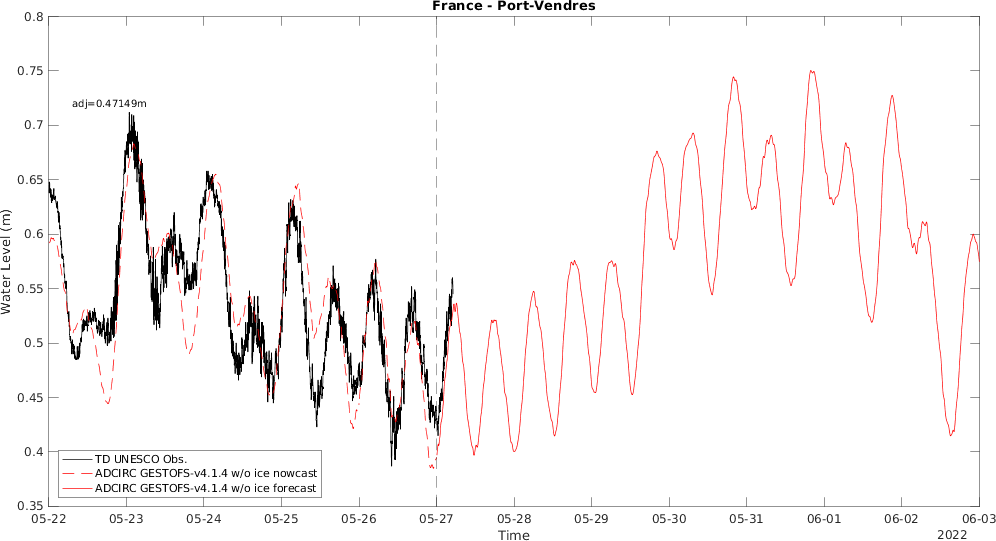 France - Port-Vendres
0.8
0.75
0.7
0.65
0.6
0.55
0.5
0.45
0.4
0.35
Water Level (m)
adj=0.47149m
TD UNESCO Obs.
ADCIRC GESTOFS-v4.1.4 w/o ice nowcast
ADCIRC GESTOFS-v4.1.4 w/o ice forecast
05-22 05-23 05-24 05-25 05-26 05-27 05-28 05-29 05-30 05-31 06-01 06-02 06-03
Time
2022